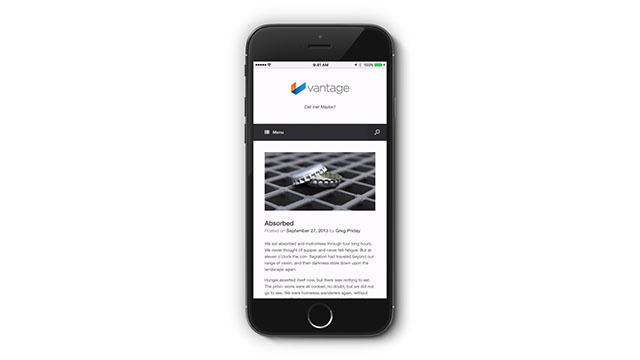 9:41 AM
100%
vantage
Call me! Maybe?
Menu
Absorbed
Posted on September 27, 2013 by Greg Priday
We sat absorbed and motionless through four long hours.
We never thought of supper, and never felt fatigue. But at
eleven o'clock the con- flagration had traveled beyond our
range of vision, and then darkness stole down upon the
landscape again.
Hunger asserted itself now, but there was nothing to eat.
The provi- sions were all cooked, no doubt, but we did not
go to see. We were homeless wanderers again, without